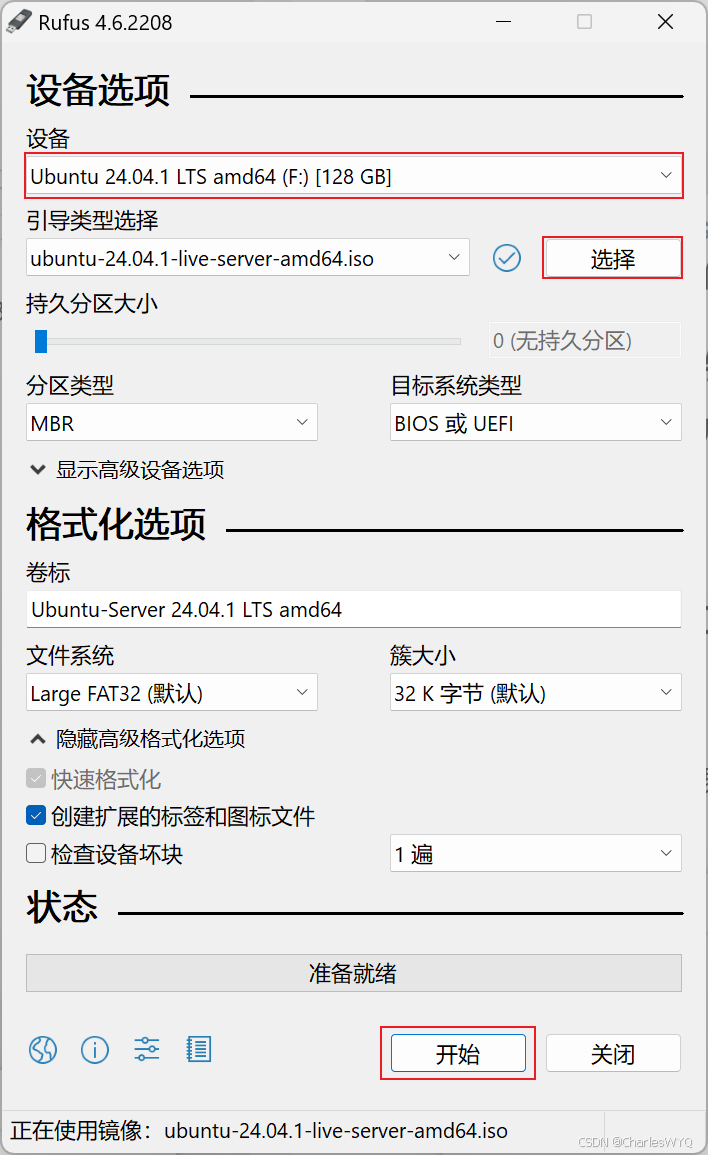 Rufus 4.6.2208
设备选项
设备
Ubuntu 24.04.1 LTS amd64 (F:) [128 GB]
引导类型选择
ubuntu-24.04.1-live-server-amd64.iso
选择
持久分区大小
0 (无持久分区)
分区类型
目标系统类型
MBR
BIOS 或 UEFI
显示高级设备选项
格式化选项
卷标
Ubuntu-Server 24.04.1 LTS amd64
文件系统
簇大小
Large FAT32 (默认)
32 K 字节 (默认)
隐藏高级格式化选项
快速格式化
创建扩展的标签和图标文件
检查设备坏块
1 遍
状态
准备就绪
开始
关闭
正在使用镜像：ubuntu-24.04.1-live-server-amd64.iso
CSDN @CharlesWYQ